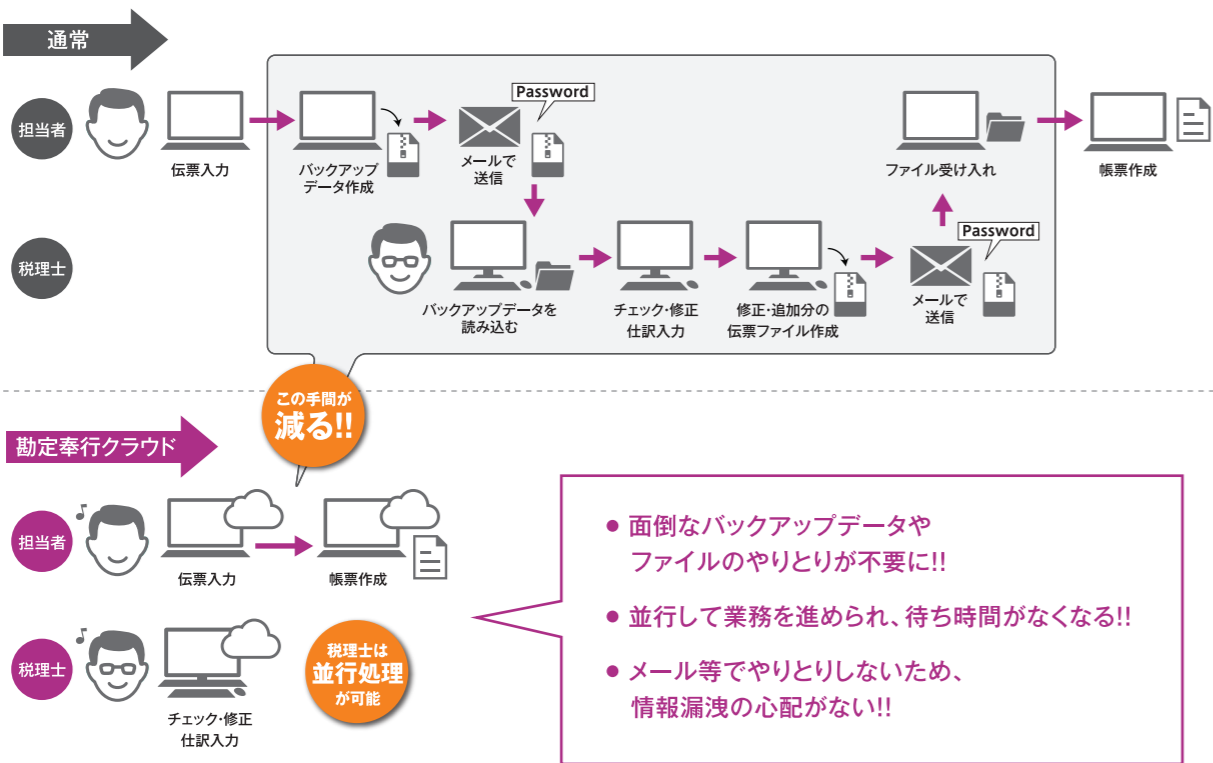 通常
担当者
伝票入力
バックアップ
データ作成
メールで
送信
Password
ファイル受け入れ
帳票作成
税理士
バックアップデータを
読み込む
チェック・修正
仕訳入力
修正・追加分の
伝票ファイル作成
メールで
送信
Password
この手間が
減る!!
勘定奉行クラウド
担当者
伝票入力
帳票作成
税理士
チェック・修正
仕訳入力
税理士は
並行処理
が可能
● 面倒なバックアップデータや
ファイルのやりとりが不要に!!
● 並行して業務を進められ、待ち時間がなくなる!!
● メール等でやりとりしないため、
情報漏洩の心配がない!!